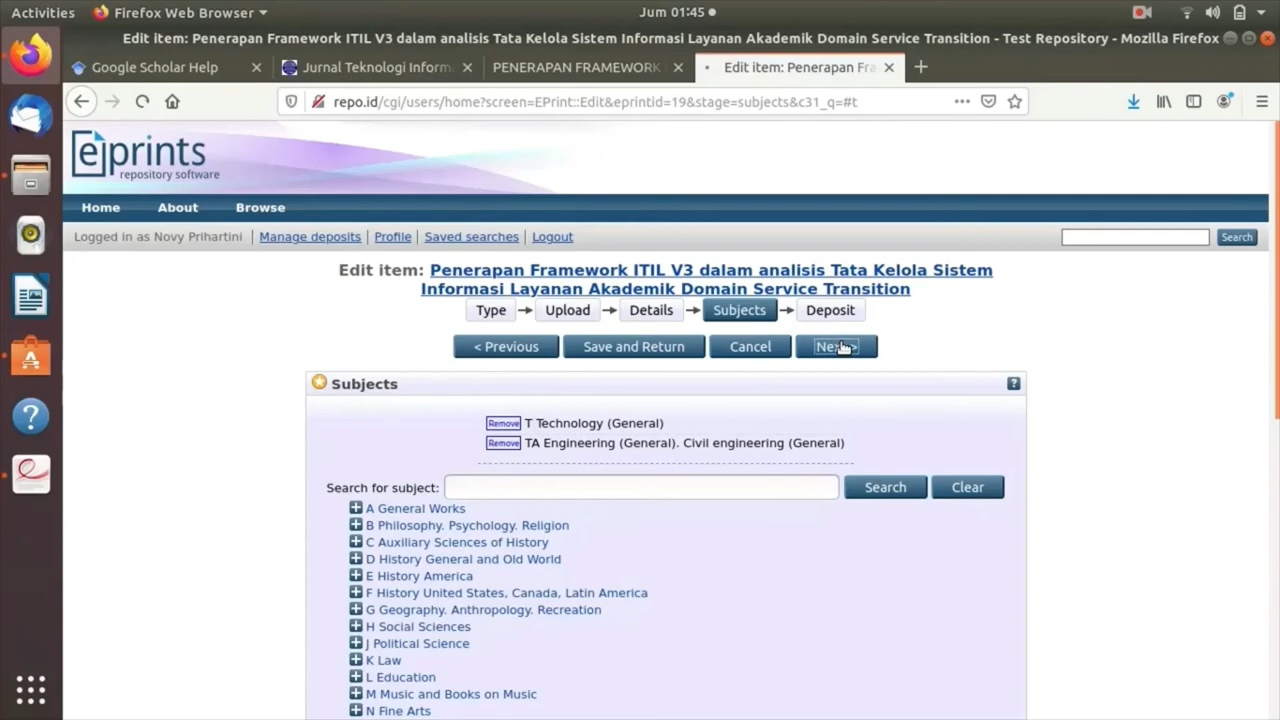 Activities Firefox Web Browser Jum 01:45
Edit item: Penerapan Framework ITIL V3 dalam analisis Tata Kelola Sistem Informasi Layanan Akademik Domain Service Transition - Test Repository - Mozilla Firefox
Google Scholar Help Jurnal Teknologi Inform PENERAPAN FRAMEWORK Edit item: Penerapan Fra
repo.id/cgi/users/home?screen=EPrint::Edit&eprintid=19&stage=subjects&c31_q=#t
eprints
repository software
Home About Browse
Logged in as Novy Prihartini Manage deposits Profile Saved searches Logout Search
Edit item: Penerapan Framework ITIL V3 dalam analisis Tata Kelola Sistem
Informasi Layanan Akademik Domain Service Transition
Type Upload Details Subjects Deposit
< Previous Save and Return Cancel Next >
Subjects ?
Remove T Technology (General)
Remove TA Engineering (General). Civil engineering (General)
Search for subject: Search Clear
A General Works
B Philosophy. Psychology. Religion
C Auxiliary Sciences of History
D History General and Old World
E History America
F History United States, Canada, Latin America
G Geography. Anthropology. Recreation
H Social Sciences
J Political Science
K Law
L Education
M Music and Books on Music
N Fine Arts